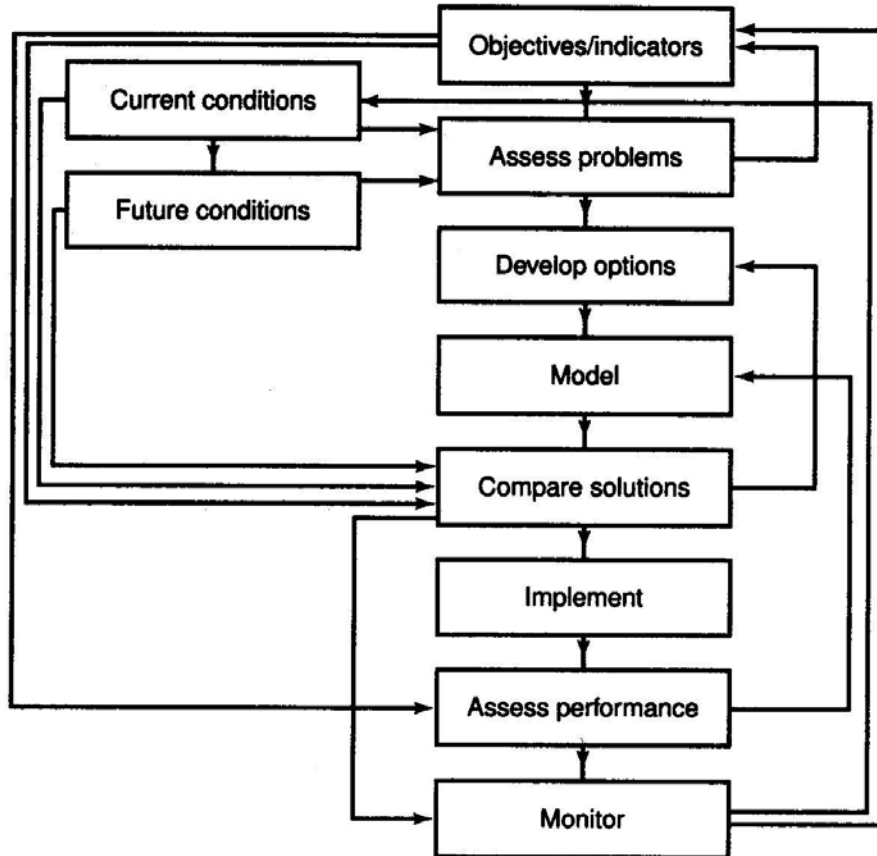 Objectives/indicators
Current conditions
Assess problems
Future conditions
Develop options
Model
Compare solutions
Implement
Assess performance
Monitor